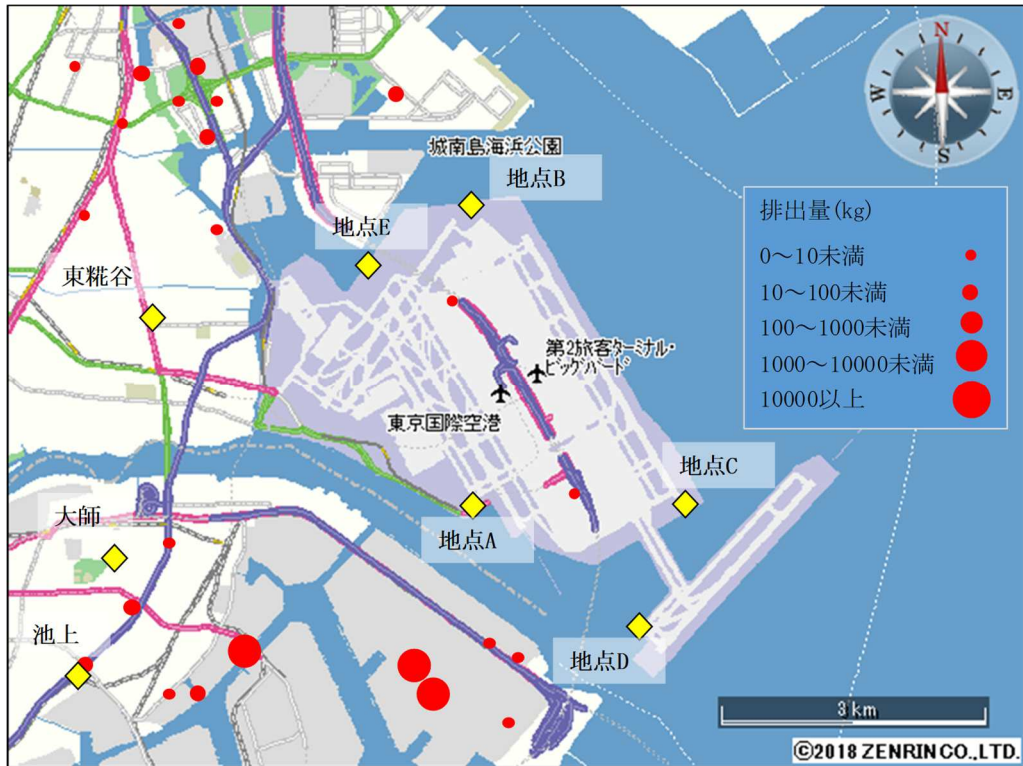 城南島海浜公園
地点B
地点E
東糀谷
第2旅客ターミナル・
ビッグバード
東京国際空港
地点C
大師
地点A
池上
地点D
N
W
E
S
排出量(kg)
0～10未満
10～100未満
100～1000未満
1000～10000未満
10000以上
3km
©2018 ZENRIN CO.,LTD.